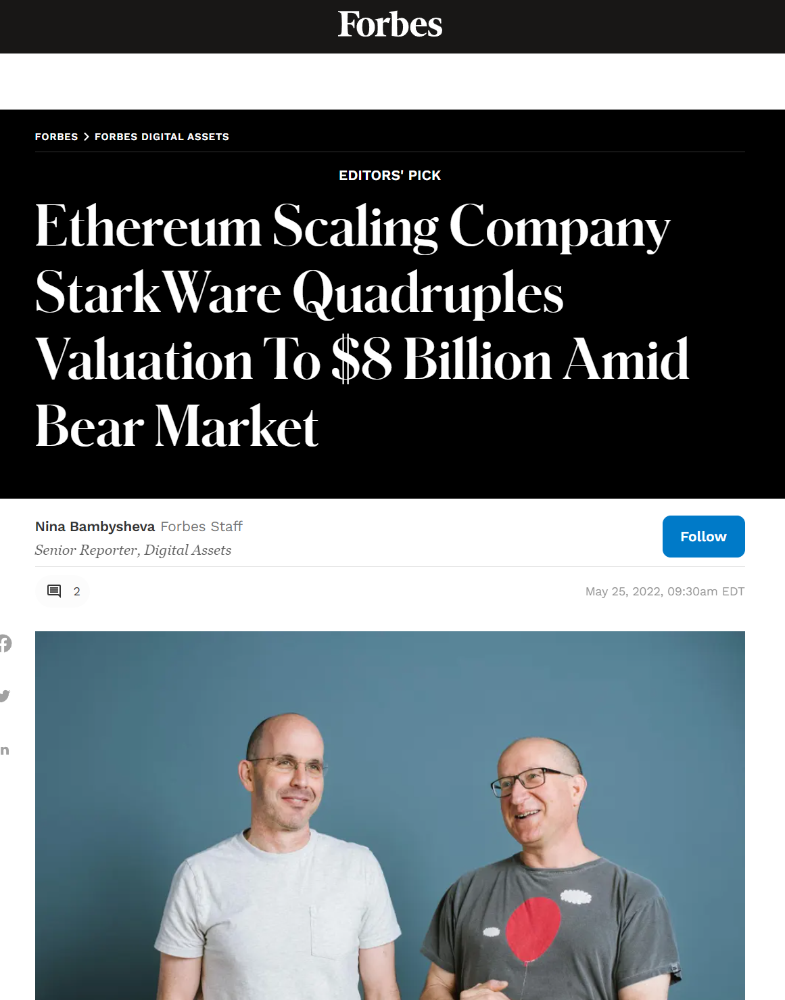 Forbes
FORBES > FORBES DIGITAL ASSETS
EDITORS' PICK
Ethereum Scaling Company
StarkWare Quadruples
Valuation To $8 Billion Amid
Bear Market
Nina Bambysheva Forbes Staff
Senior Reporter, Digital Assets
Follow
2
May 25, 2022, 09:30am EDT